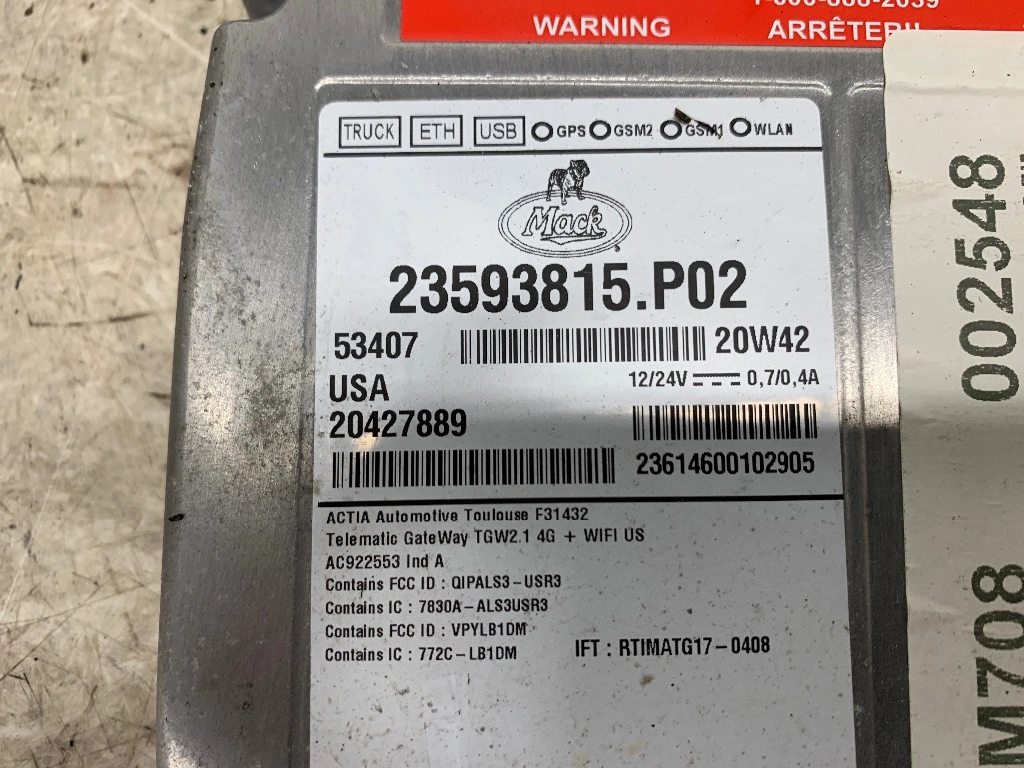 WARNING ARRÊTER!!
TRUCK ETH USB GPS GSM2 GSM1 WLAN
Mack
23593815.P02
53407 20W42
USA 12/24V 0,7/0,4A
20427889
23614600102905
ACTIA Automotive Toulouse F31432
Telematic GateWay TGW2.1 4G + WIFI US
AC922553 Ind A
Contains FCC ID : QIPALS3-USR3
Contains IC : 7830A-ALS3USR3
Contains FCC ID : VPYLB1DM
Contains IC : 772C-LB1DM IFT : RTIMATG17-0408
M708 002548